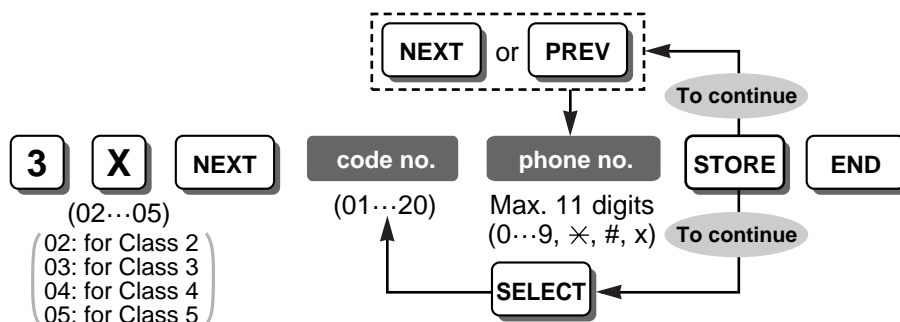 NEXT or PREV
To continue
3 X NEXT code no. phone no. STORE END
(02⋯05) (01⋯20) Max. 11 digits
(0⋯9, ✳, #, x) To continue
02: for Class 2
03: for Class 3
04: for Class 4
05: for Class 5
SELECT